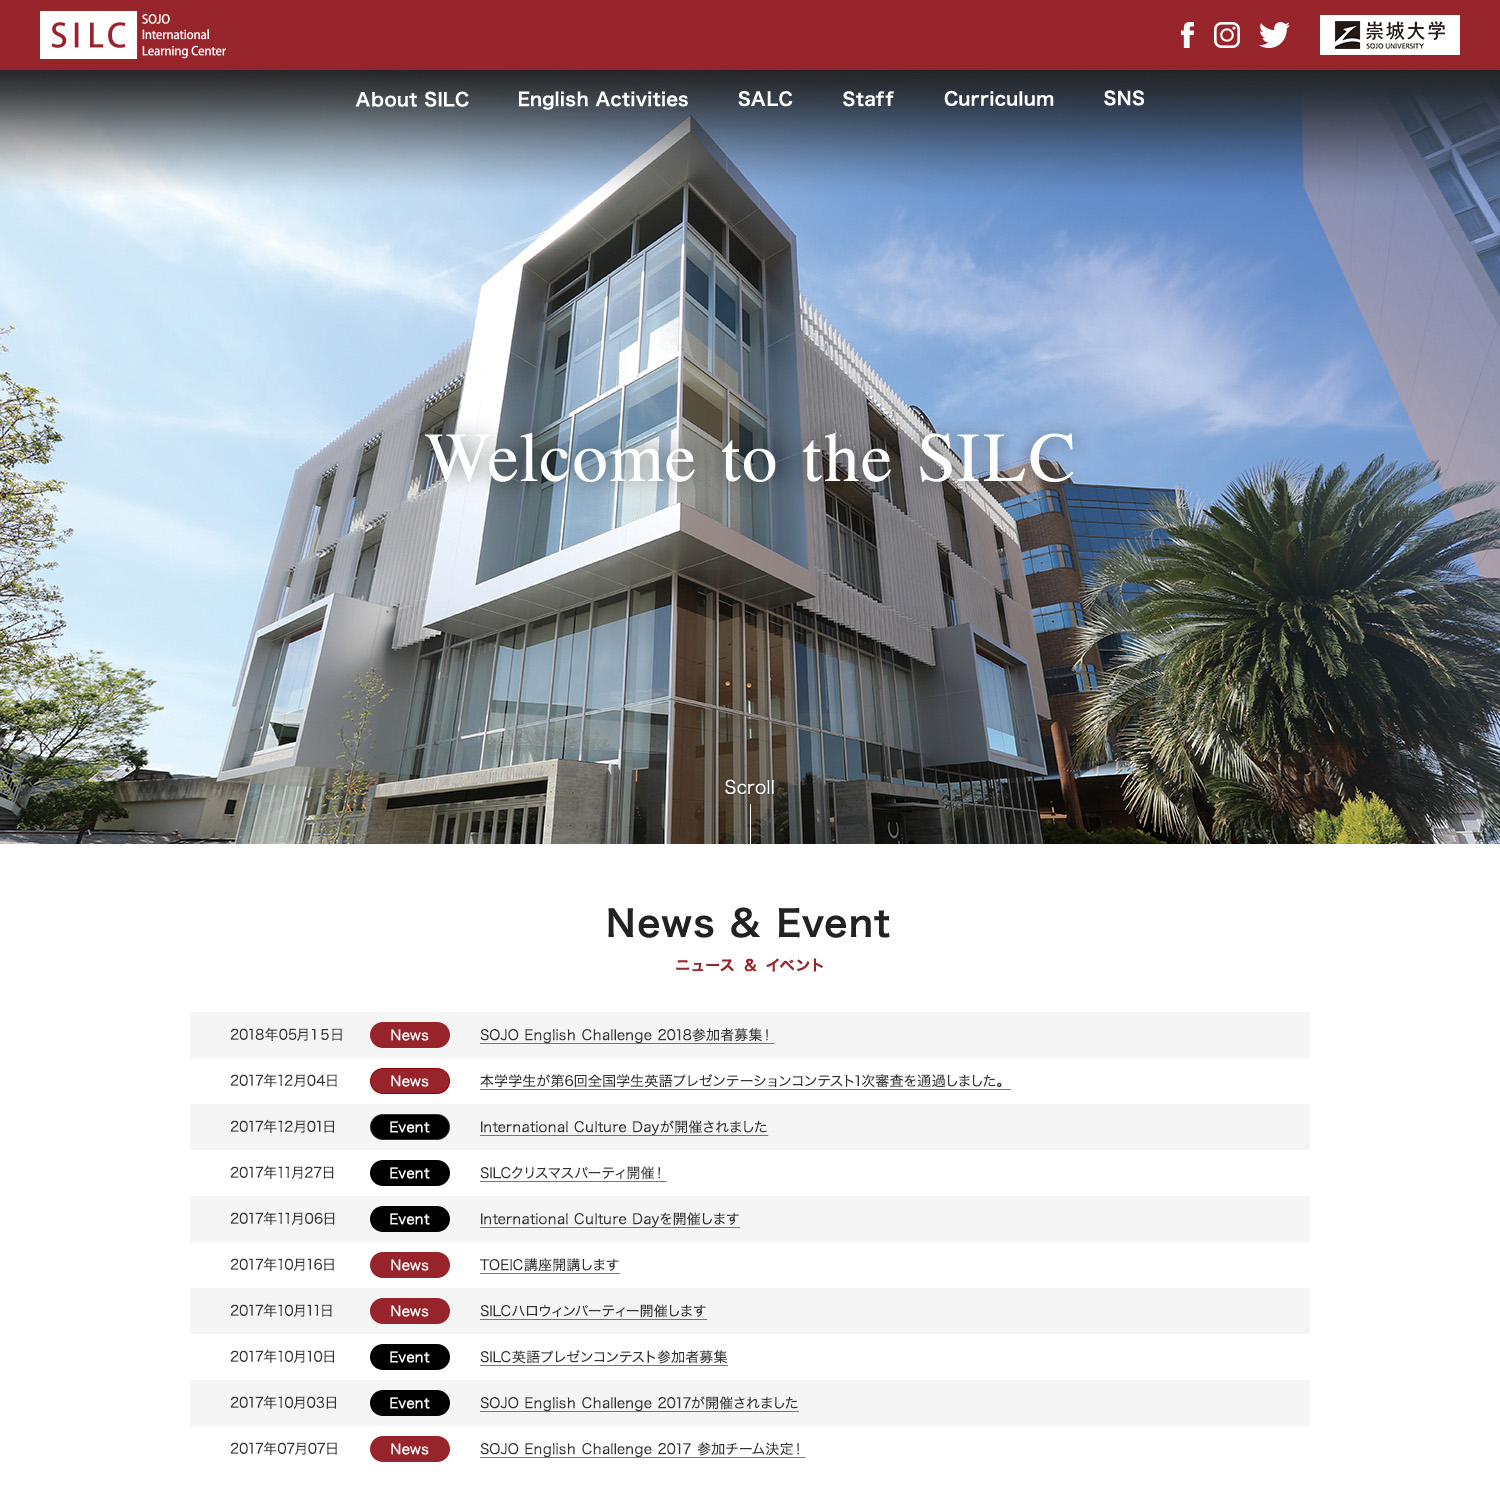 SILC
SOJO
International
Learning Center
崇城大学
SOJO UNIVERSITY
About SILC
English Activities
SALC
Staff
Curriculum
SNS
Welcome to the SILC
Scroll
News & Event
ニュース & イベント
2018年05月15日 News SOJO English Challenge 2018参加者募集!
2017年12月04日 News 本学学生が第6回全国学生英語プレゼンテーションコンテスト1次審査を通過しました。
2017年12月01日 Event International Culture Dayが開催されました
2017年11月27日 Event SILCクリスマスパーティ開催!
2017年11月06日 Event International Culture Dayを開催します
2017年10月16日 News TOEIC講座開講します
2017年10月11日 News SILCハロウィンパーティー開催します
2017年10月10日 Event SILC英語プレゼンコンテスト参加者募集
2017年10月03日 Event SOJO English Challenge 2017が開催されました
2017年07月07日 News SOJO English Challenge 2017 参加チーム決定!